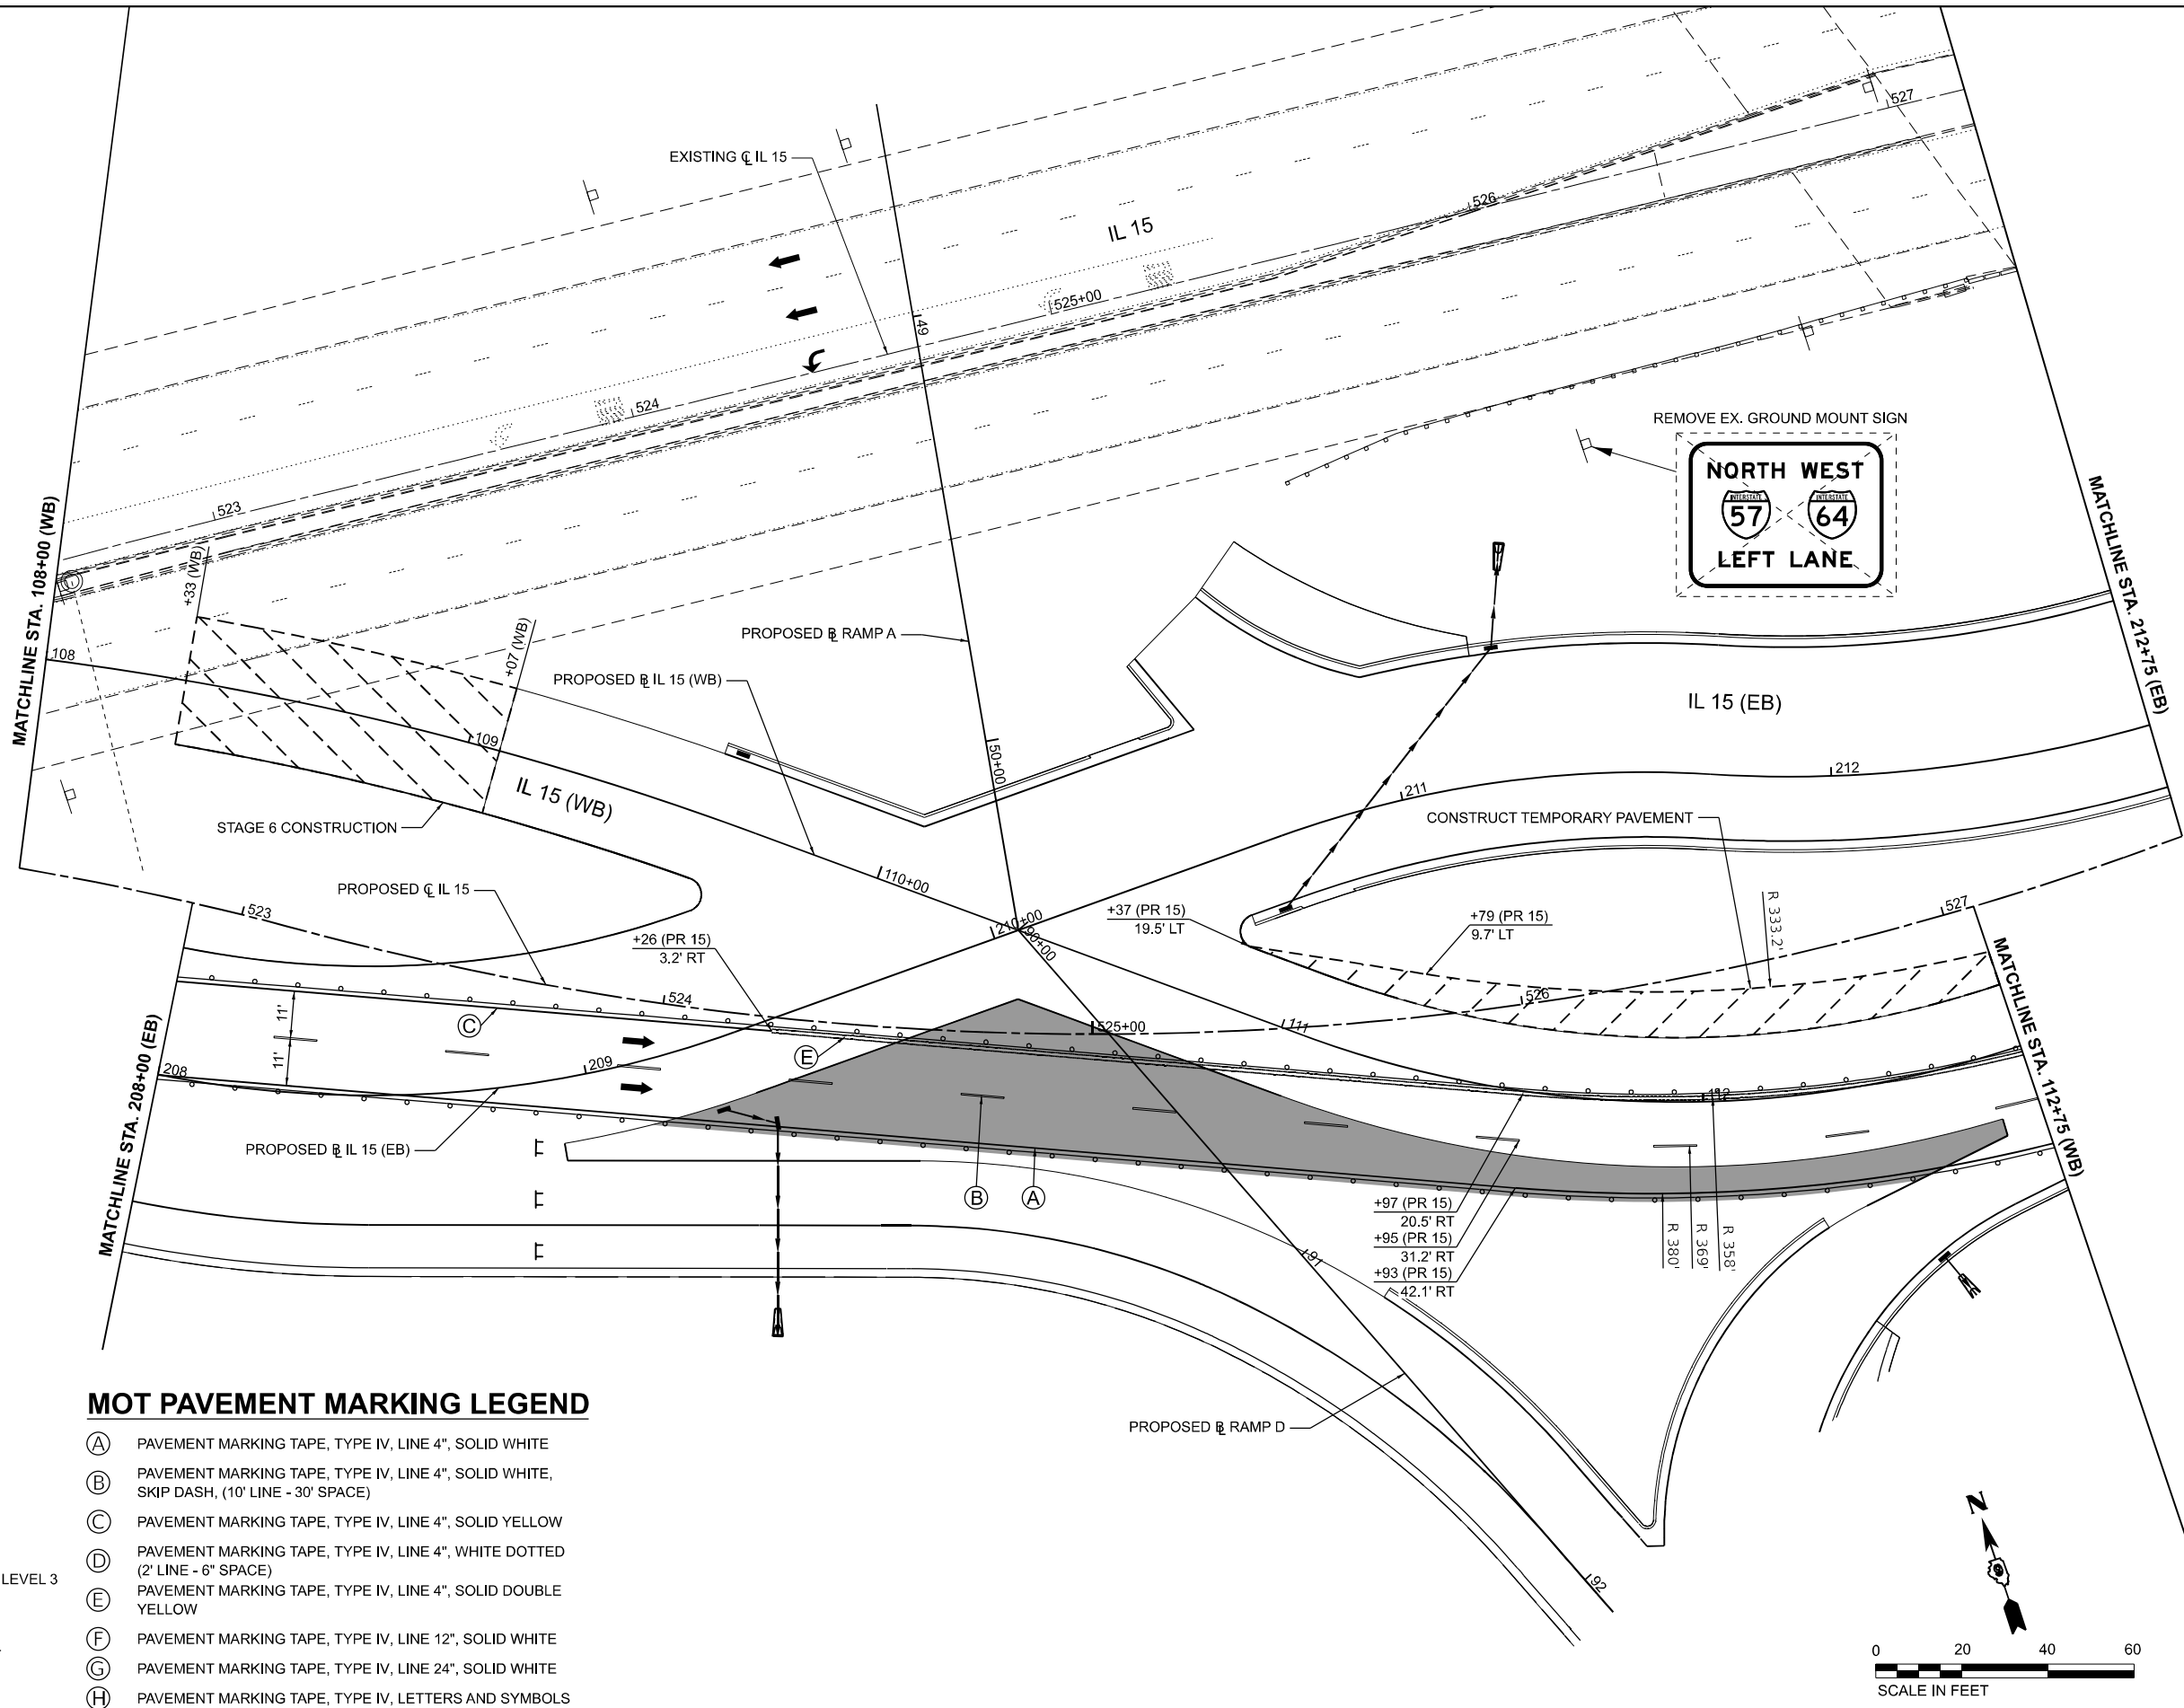 EXISTING ℄ IL 15
IL 15
527
526
525+00
49
524
523
REMOVE EX. GROUND MOUNT SIGN
NORTH WEST
INTERSTATE INTERSTATE
57 64
LEFT LANE
MATCHLINE STA. 108+00 (WB)
MATCHLINE STA. 212+75 (EB)
+33 (WB)
+07 (WB)
108
109
PROPOSED BL RAMP A
PROPOSED BL IL 15 (WB)
IL 15 (WB)
IL 15 (EB)
50+00
212
211
STAGE 6 CONSTRUCTION
CONSTRUCT TEMPORARY PAVEMENT
PROPOSED ℄ IL 15
110+00
523
210+00
90+00
+26 (PR 15)
3.2' RT
+37 (PR 15)
19.5' LT
+79 (PR 15)
9.7' LT
R 333.2'
527
524
525+00
526
111
112
11'
11'
C
E
208
209
MATCHLINE STA. 208+00 (EB)
MATCHLINE STA. 112+75 (WB)
PROPOSED BL IL 15 (EB)
B
A
+97 (PR 15)
20.5' RT
+95 (PR 15)
31.2' RT
+93 (PR 15)
42.1' RT
R 380'
R 369'
R 358'
91
92
PROPOSED BL RAMP D
MOT PAVEMENT MARKING LEGEND
A PAVEMENT MARKING TAPE, TYPE IV, LINE 4", SOLID WHITE
B PAVEMENT MARKING TAPE, TYPE IV, LINE 4", SOLID WHITE,
SKIP DASH, (10' LINE - 30' SPACE)
C PAVEMENT MARKING TAPE, TYPE IV, LINE 4", SOLID YELLOW
D PAVEMENT MARKING TAPE, TYPE IV, LINE 4", WHITE DOTTED
(2' LINE - 6" SPACE)
LEVEL 3
E PAVEMENT MARKING TAPE, TYPE IV, LINE 4", SOLID DOUBLE
YELLOW
F PAVEMENT MARKING TAPE, TYPE IV, LINE 12", SOLID WHITE
G PAVEMENT MARKING TAPE, TYPE IV, LINE 24", SOLID WHITE
H PAVEMENT MARKING TAPE, TYPE IV, LETTERS AND SYMBOLS
N
0 20 40 60
SCALE IN FEET